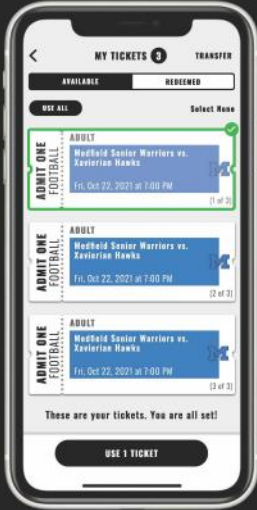 MY TICKETS 3
TRANSFER
AVAILABLE
REDEEMED
USE ALL
Select None
ADMIT ONE
FOOTBALL
ADULT
Medfield Senior Warriors vs.
Xaverian Hawks
Fri, Oct 22, 2021 at 7:00 PM
M
[1 of 3]
ADMIT ONE
FOOTBALL
ADULT
Medfield Senior Warriors vs.
Xavierian Hawks
Fri, Oct 22, 2021 at 7:00 PM
M
[2 of 3]
ADMIT ONE
FOOTBALL
ADULT
Medfield Senior Warriors vs.
Xavierian Hawks
Fri, Oct 22, 2021 at 7:00 PM
M
[3 of 3]
These are your tickets. You are all set!
USE 1 TICKET